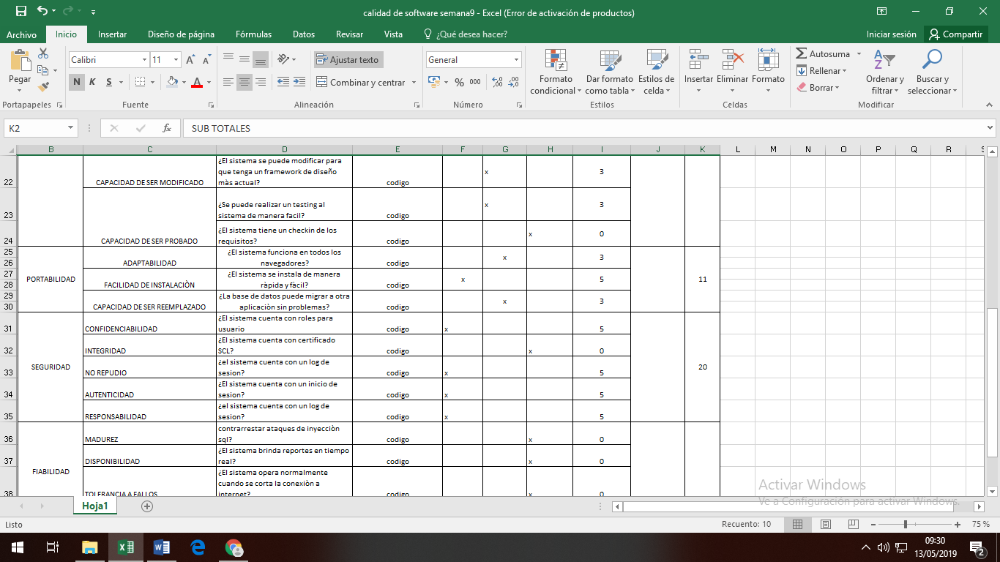 calidad de software semana9 - Excel (Error de activación de productos)
Archivo Inicio Insertar Diseño de página Fórmulas Datos Revisar Vista ¿Qué desea hacer? Iniciar sesión Compartir
Pegar Calibri 11 Ajustar texto General Autosuma
N K S Combinar y centrar % 000 Rellenar
Formato condicional Dar formato como tabla Estilos de celda Insertar Eliminar Formato Borrar Ordenar y filtrar Buscar y seleccionar
Portapapeles Fuente Alineación Número Estilos Celdas Modificar
K2 fx SUB TOTALES
B C D E F G H I J K L M N O P Q R S
22 CAPACIDAD DE SER MODIFICADO ¿El sistema se puede modificar para
que tenga un framework de diseño
màs actual? codigo x 3
23 ¿Se puede realizar un testing al
sistema de manera facil? codigo x 3
24 CAPACIDAD DE SER PROBADO ¿El sistema tiene un checkin de los
requisitos? codigo x 0
25 ¿El sistema funciona en todos los
26 ADAPTABILIDAD navegadores? codigo x 3
27 ¿El sistema se instala de manera
PORTABILIDAD 11
28 FACILIDAD DE INSTALACIÒN ràpida y fàcil? codigo x 5
29 ¿La base de datos puede migrar a otra
30 CAPACIDAD DE SER REEMPLAZADO aplicaciòn sin problemas? codigo x 3
31 CONFIDENCIABILIDAD ¿El sistema cuenta con roles para
usuario codigo x 5
32 INTEGRIDAD ¿El sistema cuenta con certificado
SCL? codigo x 0
SEGURIDAD 20
33 NO REPUDIO ¿el sistema cuenta con un log de
sesion? codigo x 5
34 AUTENTICIDAD ¿El sistema cuenta con un inicio de
sesion? codigo x 5
35 RESPONSABILIDAD ¿el sistema cuenta con un log de
sesion? codigo x 5
36 MADUREZ contrarrestar ataques de inyecciòn
sql? codigo x 0
37 DISPONIBILIDAD ¿El sistema brinda reportes en tiempo
real? codigo x 0
FIABILIDAD
38 TOLERANCIA A FALLOS ¿El sistema opera normalmente
cuando se corta la conexiòn a
internet? codigo x 0
Activar Windows
Ve a Configuración para activar Windows.
Hoja1
Listo Recuento: 10 75 %
09:30
13/05/2019
2